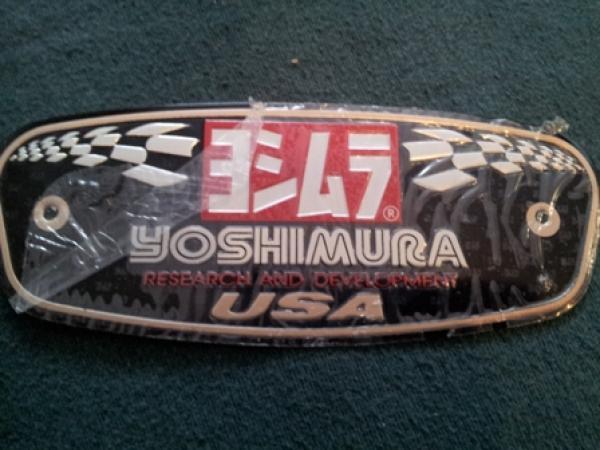 ヨシムラ®
YOSHIMURA
RESEARCH AND DEVELOPMENT
USA